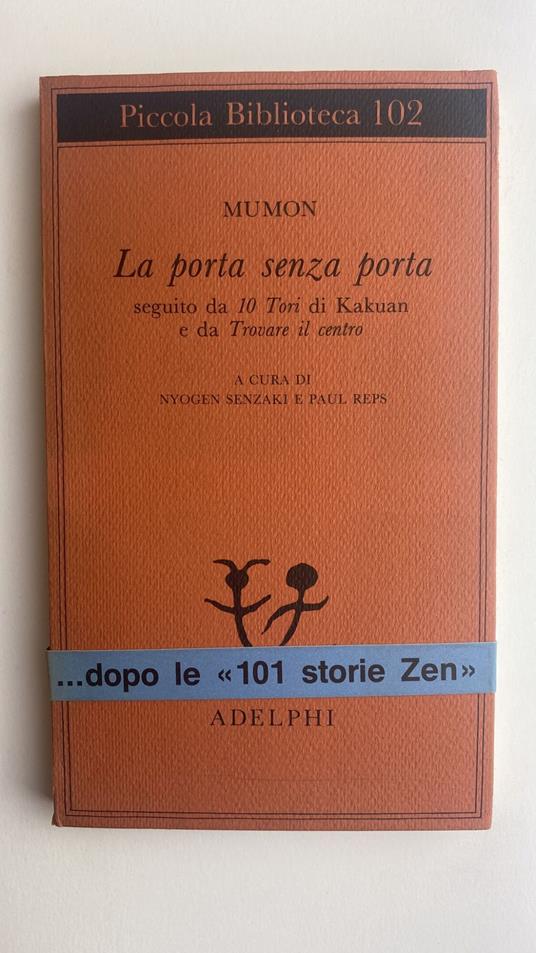 Piccola Biblioteca 102
MUMON
La porta senza porta
seguito da 10 Tori di Kakuan
e da Trovare il centro
A CURA DI
NYOGEN SENZAKI E PAUL REPS
...dopo le «101 storie Zen»
ADELPHI